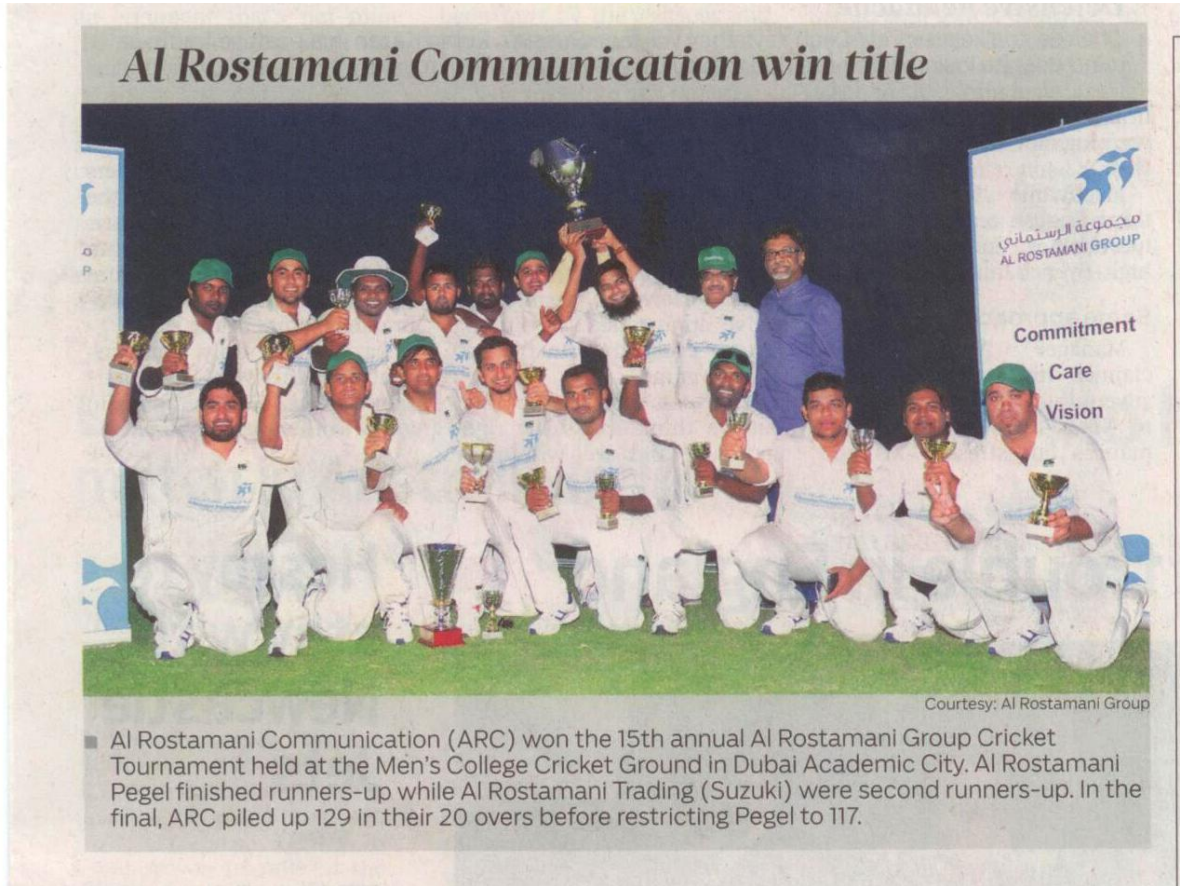 Al Rostamani Communication win title
مجموعة الرستماني
AL ROSTAMANI GROUP
Commitment
Care
Vision
P
Courtesy: Al Rostamani Group
Al Rostamani Communication (ARC) won the 15th annual Al Rostamani Group Cricket
Tournament held at the Men's College Cricket Ground in Dubai Academic City. Al Rostamani
Pegel finished runners-up while Al Rostamani Trading (Suzuki) were second runners-up. In the
final, ARC piled up 129 in their 20 overs before restricting Pegel to 117.